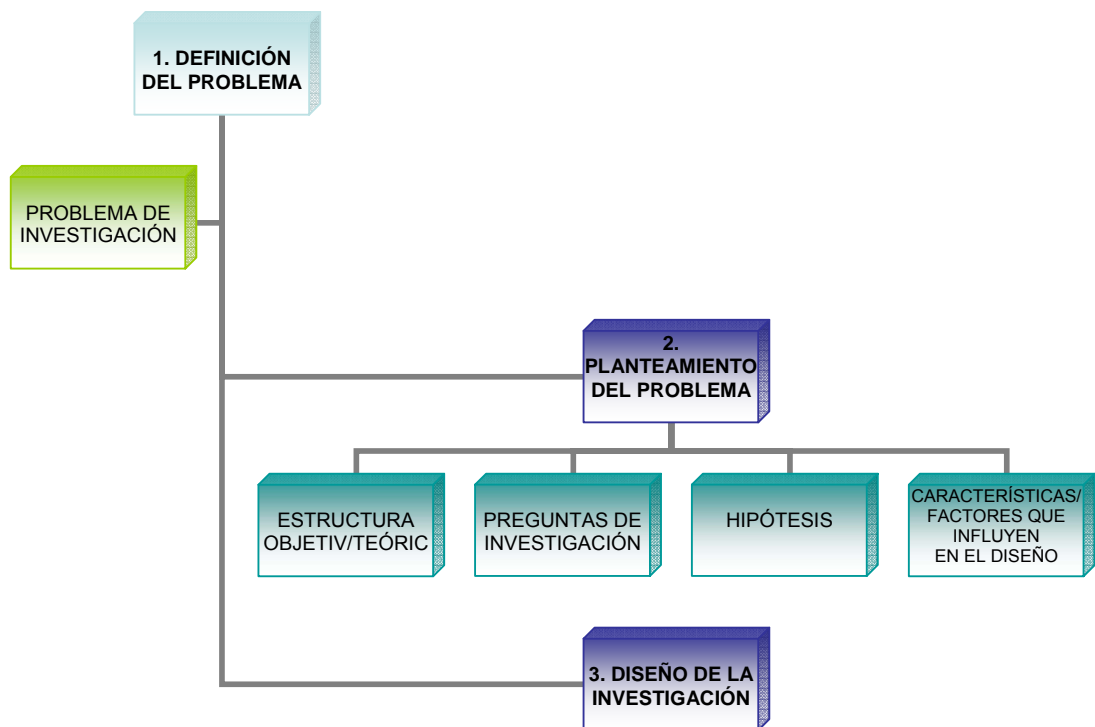 1. DEFINICIÓN
DEL PROBLEMA
PROBLEMA DE
INVESTIGACIÓN
2.
PLANTEAMIENTO
DEL PROBLEMA
ESTRUCTURA
OBJETIV/TEÓRIC
PREGUNTAS DE
INVESTIGACIÓN
HIPÓTESIS
CARACTERÍSTICAS/
FACTORES QUE
INFLUYEN
EN EL DISEÑO
3. DISEÑO DE LA
INVESTIGACIÓN